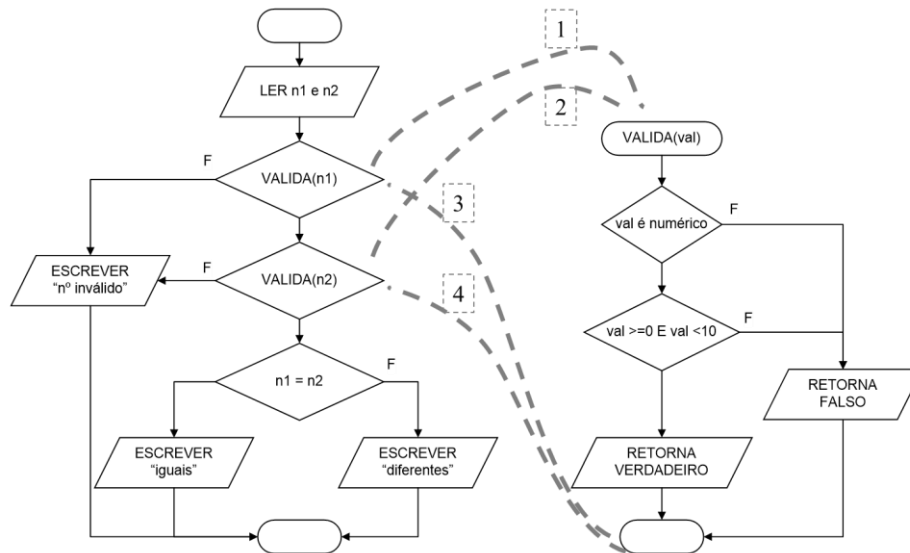 1
LER n1 e n2
2
VALIDA(val)
F
VALIDA(n1)
3
val é numérico
F
ESCREVER
“nº inválido”
F
VALIDA(n2)
4
val >=0 E val <10
F
n1 = n2
F
RETORNA
FALSO
ESCREVER
“iguais”
ESCREVER
“diferentes”
RETORNA
VERDADEIRO